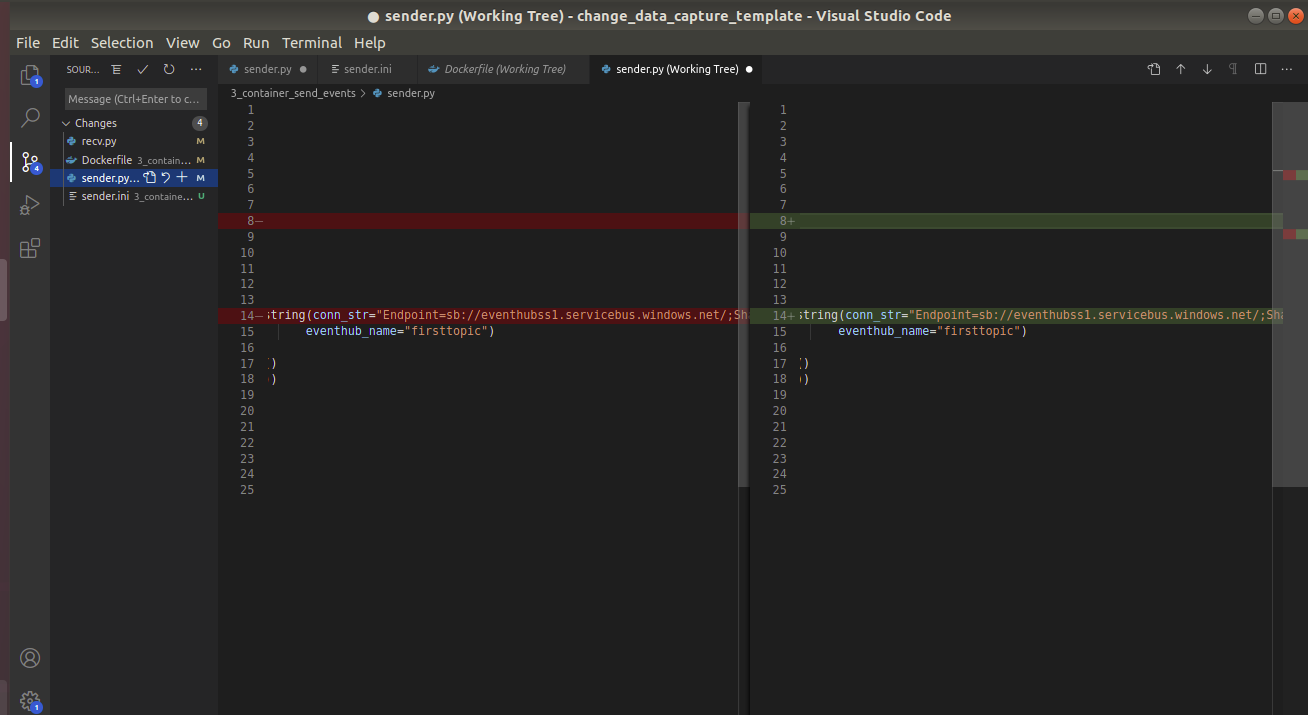 ● sender.py (Working Tree) - change_data_capture_template - Visual Studio Code
File Edit Selection View Go Run Terminal Help
SOUR...
sender.py ●
sender.ini
Dockerfile (Working Tree)
sender.py (Working Tree) ●
Message (Ctrl+Enter to c...
3_container_send_events > sender.py
Changes 4
recv.py M
Dockerfile 3_contain... M
sender.py... M
sender.ini 3_containe... U
1
2
3
4
5
6
7
8—
9
10
11
12
13
14— string(conn_str="Endpoint=sb://eventhubss1.servicebus.windows.net/;Sha
15 eventhub_name="firsttopic")
16
17 ))
18 )
19
20
21
22
23
24
25
1
2
3
4
5
6
7
8+
9
10
11
12
13
14+ string(conn_str="Endpoint=sb://eventhubss1.servicebus.windows.net/;Sha
15 eventhub_name="firsttopic")
16
17 ))
18 ))
19
20
21
22
23
24
25
1
4
1